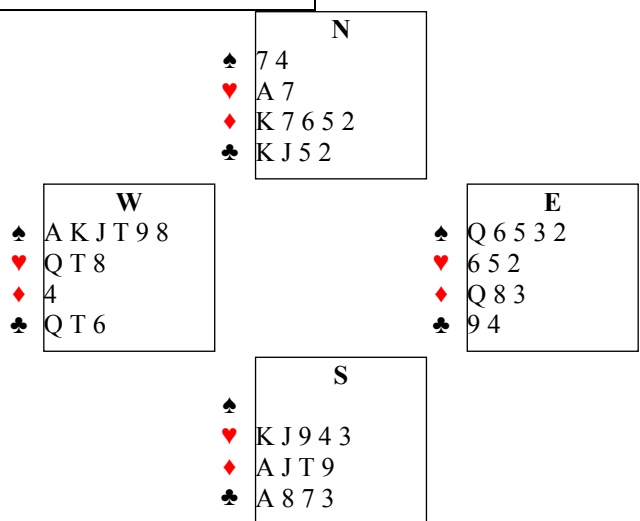 N
♠ 7 4
♥ A 7
♦ K 7 6 5 2
♣ K J 5 2
W
♠ A K J T 9 8
♥ Q T 8
♦ 4
♣ Q T 6
E
♠ Q 6 5 3 2
♥ 6 5 2
♦ Q 8 3
♣ 9 4
S
♠
♥ K J 9 4 3
♦ A J T 9
♣ A 8 7 3